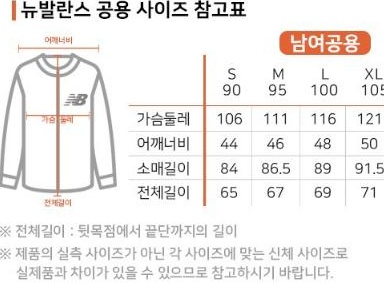 뉴발란스 공용 사이즈 참고표
남여공용
어깨너비
NB
가슴둘레
전체길이
S M L XL
90 95 100 105
가슴둘레 106 111 116 121
어깨너비 44 46 48 50
소매길이 84 86.5 89 91.5
전체길이 65 67 69 71
※ 전체길이 : 뒷목점에서 끝단까지의 길이
※ 제품의 실측 사이즈가 아닌 각 사이즈에 맞는 신체 사이즈로
실제품과 차이가 있을 수 있으므로 참고하시기 바랍니다.